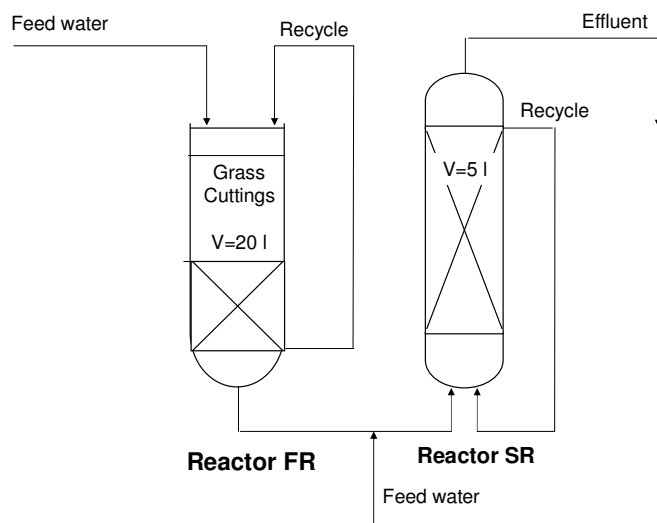 Feed water
Recycle
Effluent
Recycle
Grass
Cuttings
V=20 l
V=5 l
Reactor FR
Reactor SR
Feed water